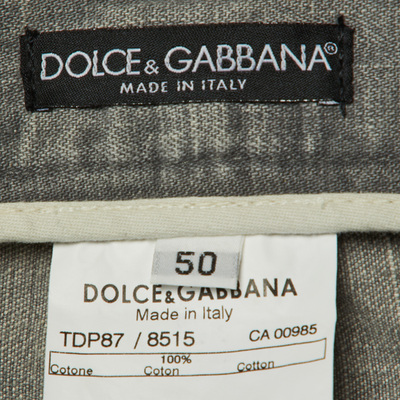 DOLCE & GABBANA®
MADE IN ITALY
50
DOLCE & GABBANA
Made in Italy
TDP87 / 8515 CA 00985
100%
Cotone Coton Cotton